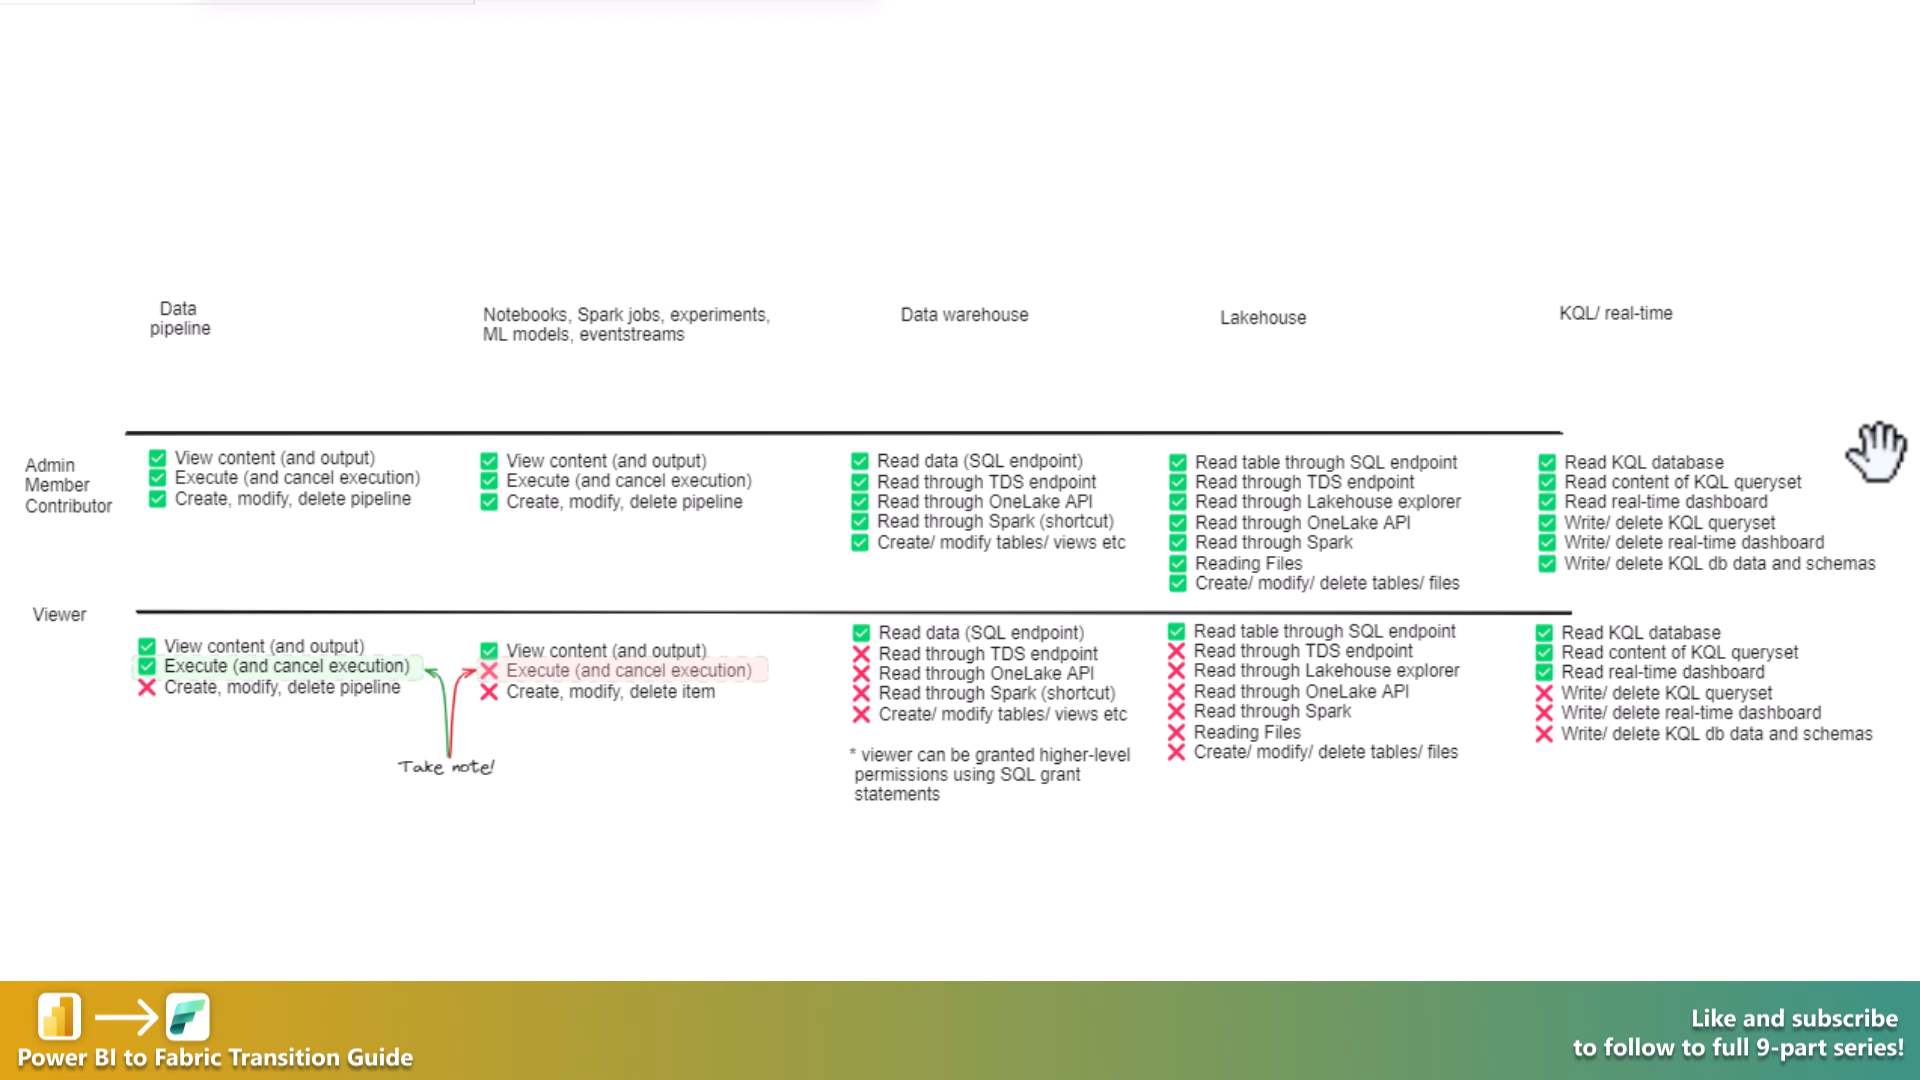 Data
pipeline
Notebooks, Spark jobs, experiments,
ML models, eventstreams
Data warehouse
Lakehouse
KQL/ real-time
Admin
Member
Contributor
View content (and output)
Execute (and cancel execution)
Create, modify, delete pipeline
View content (and output)
Execute (and cancel execution)
Create, modify, delete pipeline
Read data (SQL endpoint)
Read through TDS endpoint
Read through OneLake API
Read through Spark (shortcut)
Create/ modify tables/ views etc
Read table through SQL endpoint
Read through TDS endpoint
Read through Lakehouse explorer
Read through OneLake API
Read through Spark
Reading Files
Create/ modify/ delete tables/ files
Read KQL database
Read content of KQL queryset
Read real-time dashboard
Write/ delete KQL queryset
Write/ delete real-time dashboard
Write/ delete KQL db data and schemas
Viewer
View content (and output)
Execute (and cancel execution)
Create, modify, delete pipeline
View content (and output)
Execute (and cancel execution)
Create, modify, delete item
Take note!
Read data (SQL endpoint)
Read through TDS endpoint
Read through OneLake API
Read through Spark (shortcut)
Create/ modify tables/ views etc
* viewer can be granted higher-level
permissions using SQL grant
statements
Read table through SQL endpoint
Read through TDS endpoint
Read through Lakehouse explorer
Read through OneLake API
Read through Spark
Reading Files
Create/ modify/ delete tables/ files
Read KQL database
Read content of KQL queryset
Read real-time dashboard
Write/ delete KQL queryset
Write/ delete real-time dashboard
Write/ delete KQL db data and schemas
Power BI to Fabric Transition Guide
Like and subscribe
to follow to full 9-part series!